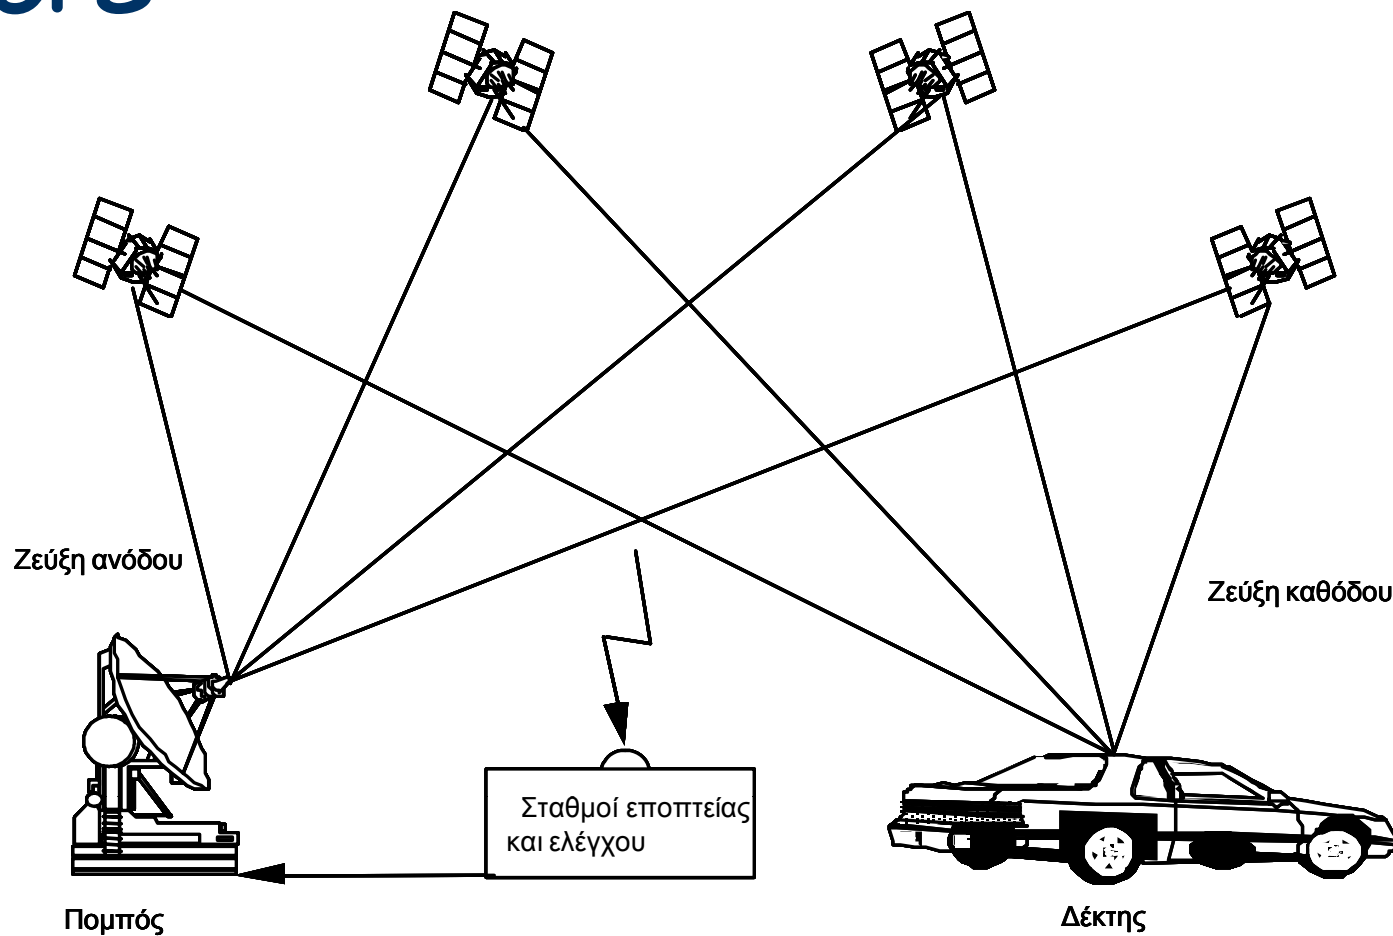 Ζεύξη ανόδου
Ζεύξη καθόδου
Σταθμοί εποπτείας
και ελέγχου
Πομπός
Δέκτης